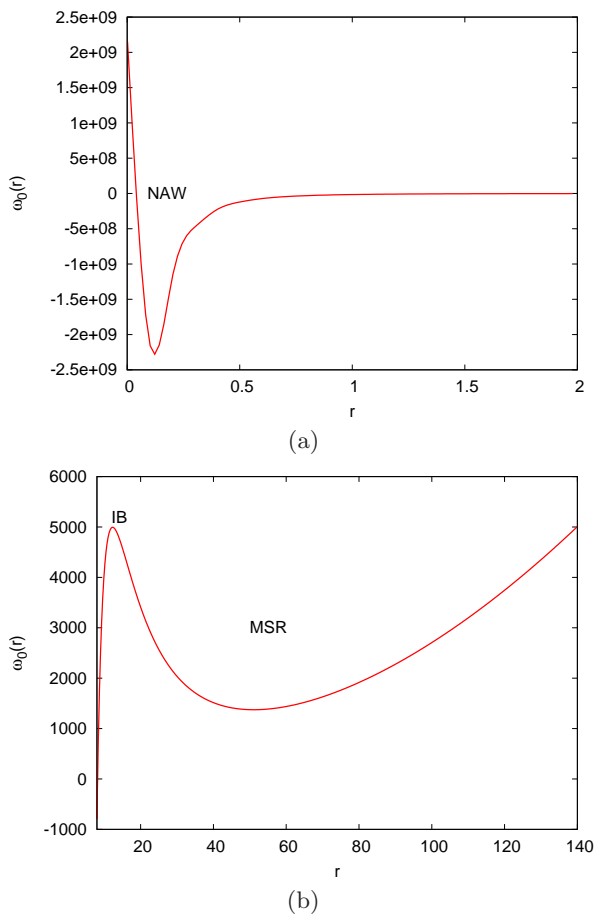 2.5e+09
2e+09
1.5e+09
1e+09
5e+08
0
-5e+08
-1e+09
-1.5e+09
-2e+09
-2.5e+09
ω₀(r)
NAW
0 0.5 1 1.5 2
r
(a)
6000
5000
4000
3000
2000
1000
0
-1000
ω₀(r)
IB
MSR
20 40 60 80 100 120 140
r
(b)